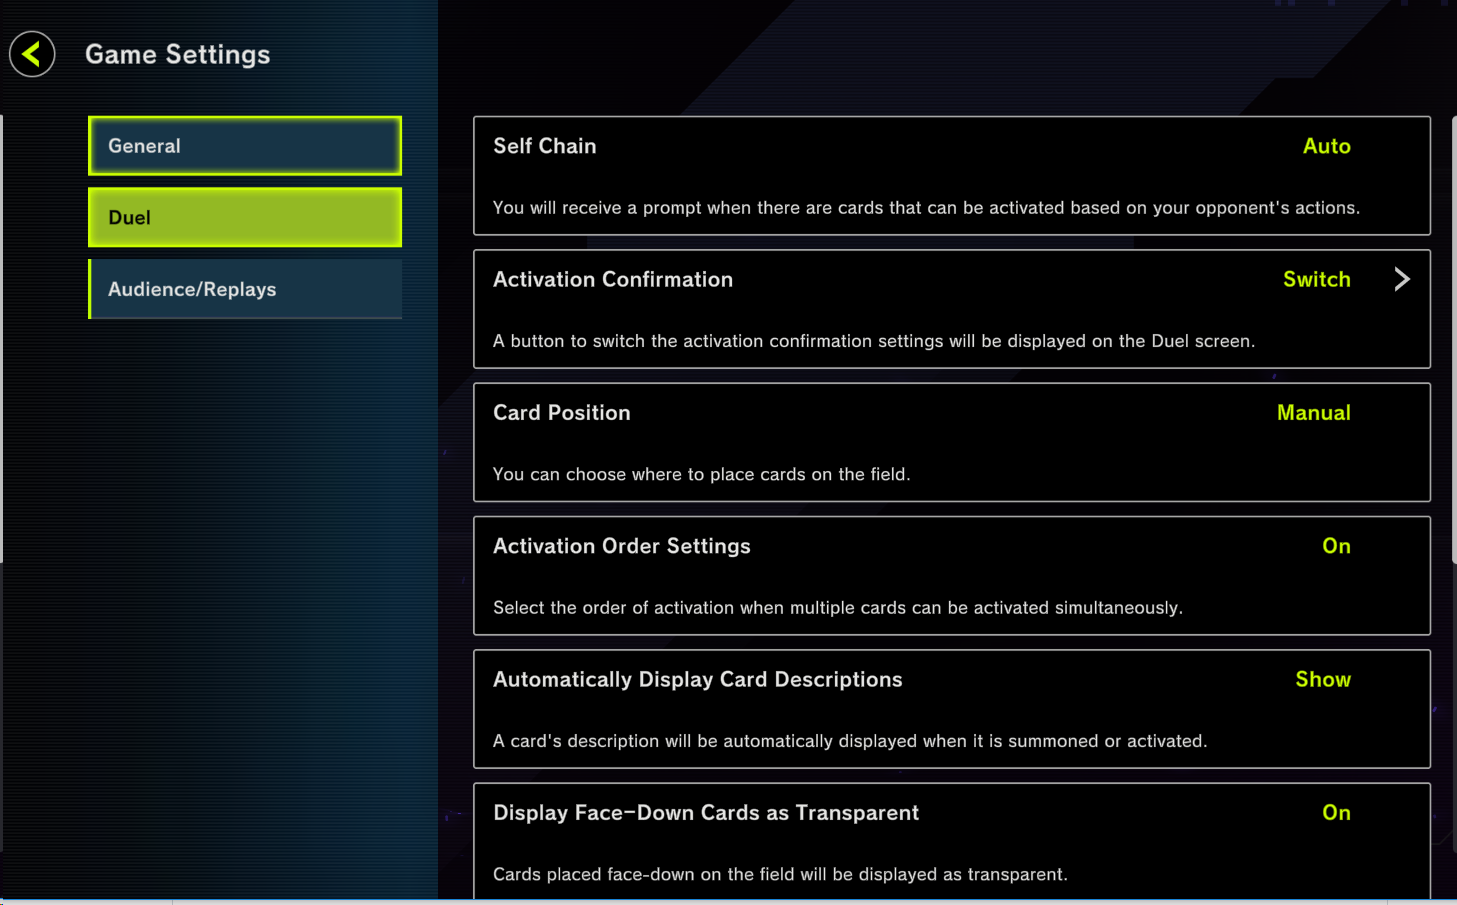 Game Settings
General
Duel
Audience/Replays
Self Chain Auto
You will receive a prompt when there are cards that can be activated based on your opponent's actions.
Activation Confirmation Switch
A button to switch the activation confirmation settings will be displayed on the Duel screen.
Card Position Manual
You can choose where to place cards on the field.
Activation Order Settings On
Select the order of activation when multiple cards can be activated simultaneously.
Automatically Display Card Descriptions Show
A card's description will be automatically displayed when it is summoned or activated.
Display Face-Down Cards as Transparent On
Cards placed face-down on the field will be displayed as transparent.